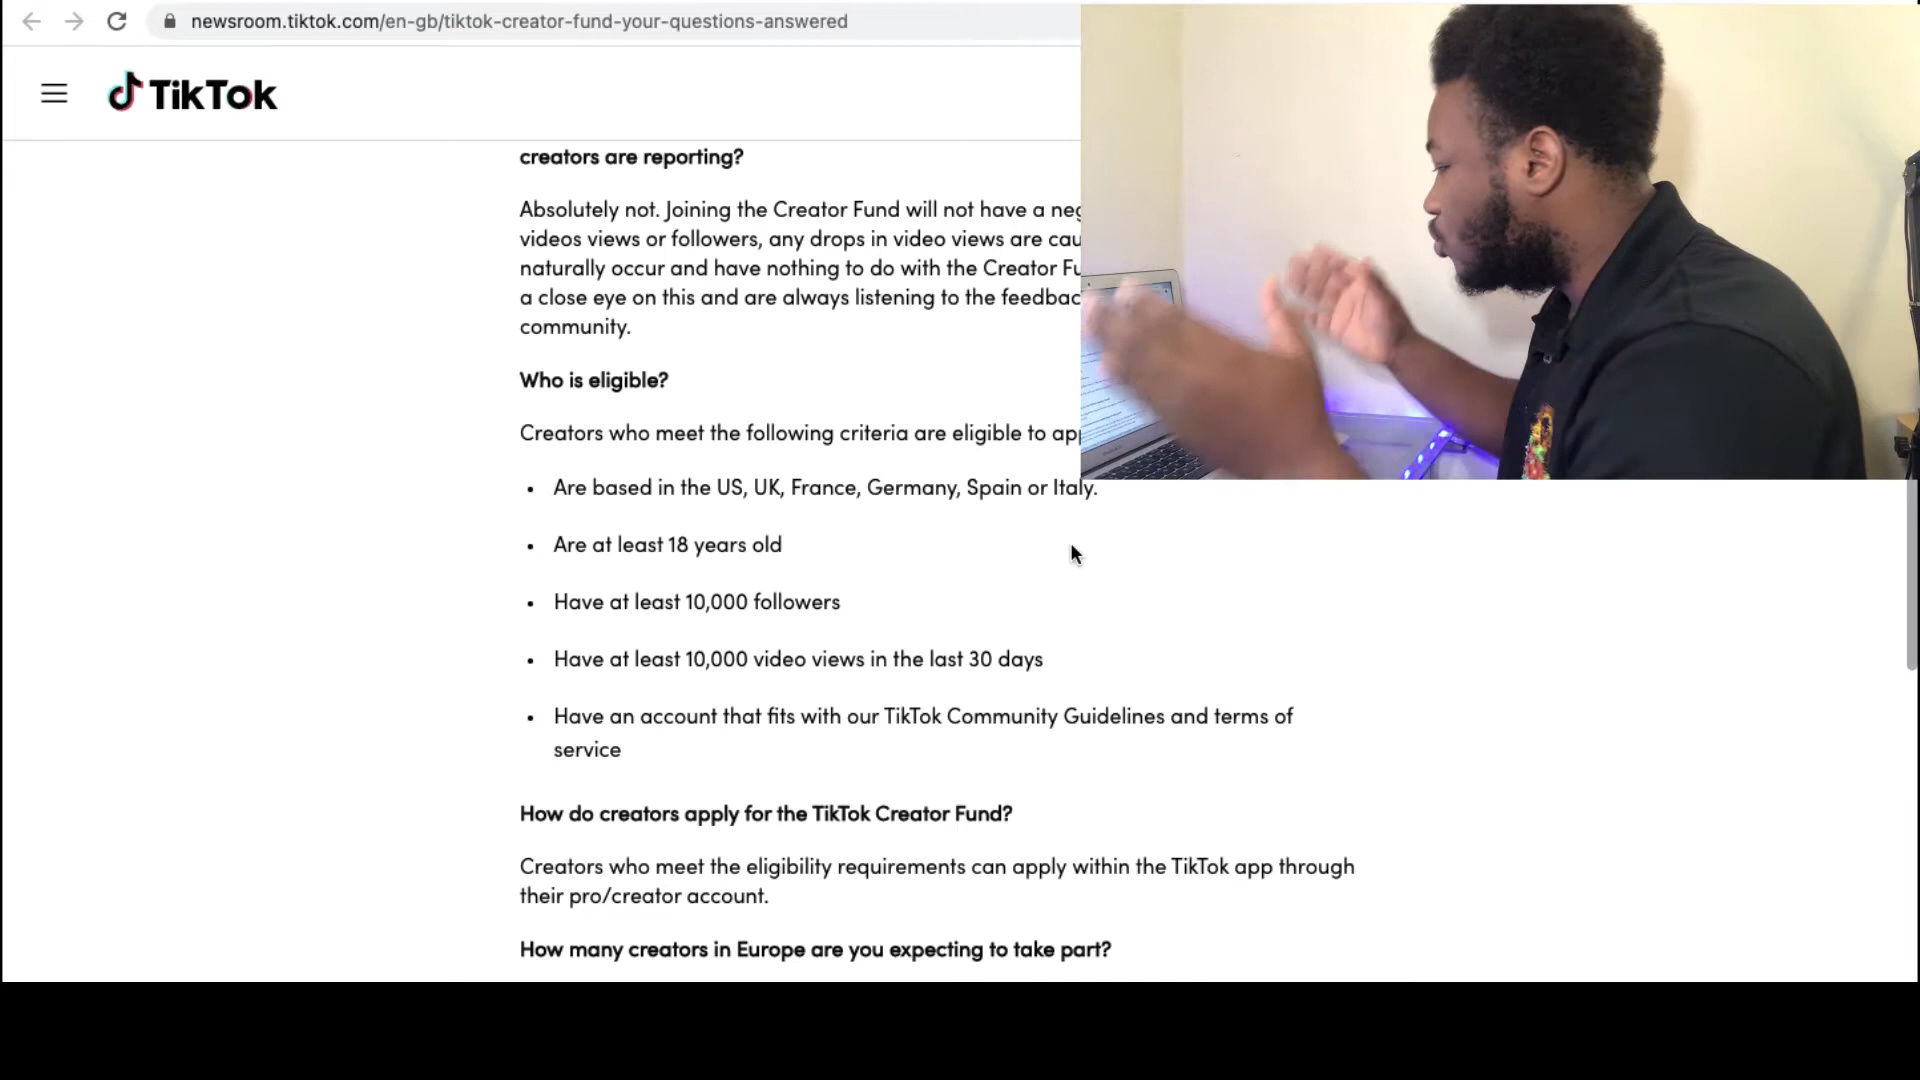 newsroom.tiktok.com/en-gb/tiktok-creator-fund-your-questions-answered
TikTok
creators are reporting?
Absolutely not. Joining the Creator Fund will not have a
videos views or followers, any drops in video views are
naturally occur and have nothing to do with the Creator
a close eye on this and are always listening to the
community.
Who is eligible?
Creators who meet the following criteria are eligible to
• Are based in the US, UK, France, Germany, Spain or Italy.
• Are at least 18 years old
• Have at least 10,000 followers
• Have at least 10,000 video views in the last 30 days
• Have an account that fits with our TikTok Community Guidelines and terms of
service
How do creators apply for the TikTok Creator Fund?
Creators who meet the eligibility requirements can apply within the TikTok app through
their pro/creator account.
How many creators in Europe are you expecting to take part?